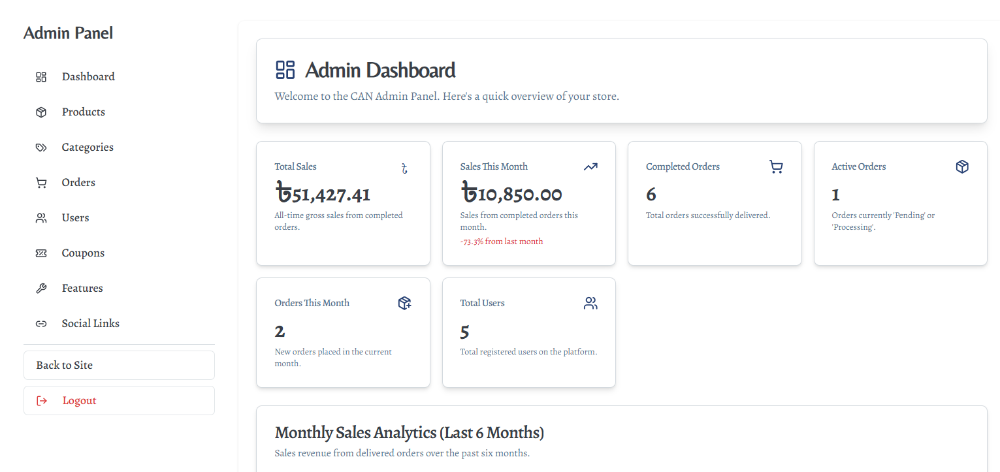 Admin Panel
Dashboard
Products
Categories
Orders
Users
Coupons
Features
Social Links
Back to Site
Logout
Admin Dashboard
Welcome to the CAN Admin Panel. Here's a quick overview of your store.
Total Sales
৳
৳51,427.41
All-time gross sales from completed
orders.
Sales This Month
৳10,850.00
Sales from completed orders this
month.
-73.3% from last month
Completed Orders
6
Total orders successfully delivered.
Active Orders
1
Orders currently 'Pending' or
'Processing'.
Orders This Month
2
New orders placed in the current
month.
Total Users
5
Total registered users on the platform.
Monthly Sales Analytics (Last 6 Months)
Sales revenue from delivered orders over the past six months.